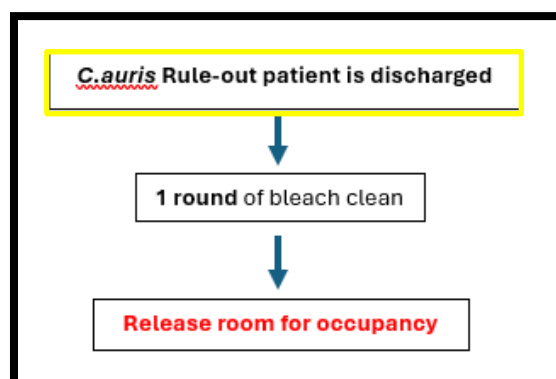 C.auris Rule-out patient is discharged
1 round of bleach clean
Release room for occupancy